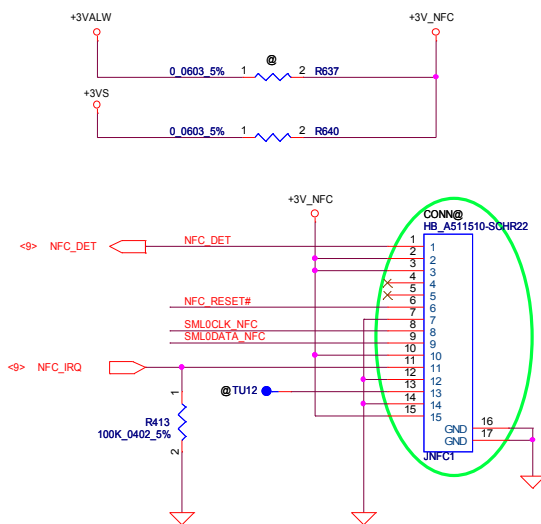 +3VALW +3V_NFC
@
0_0603_5% 1 2 R637
+3VS
0_0603_5% 1 2 R640
+3V_NFC
CONN@
HB_A511510-SCHR22
<9> NFC_DET NFC_DET 1 1
2 2
3 3
4 4
5 5
NFC_RESET# 6 6
7 7
SML0CLK_NFC 8 8
SML0DATA_NFC 9 9
10 10
<9> NFC_IRQ 11 11
12 12
@TU12 13 13
14 14
15 15
1
R413
100K_0402_5%
2
GND 16
GND 17
JNFC1